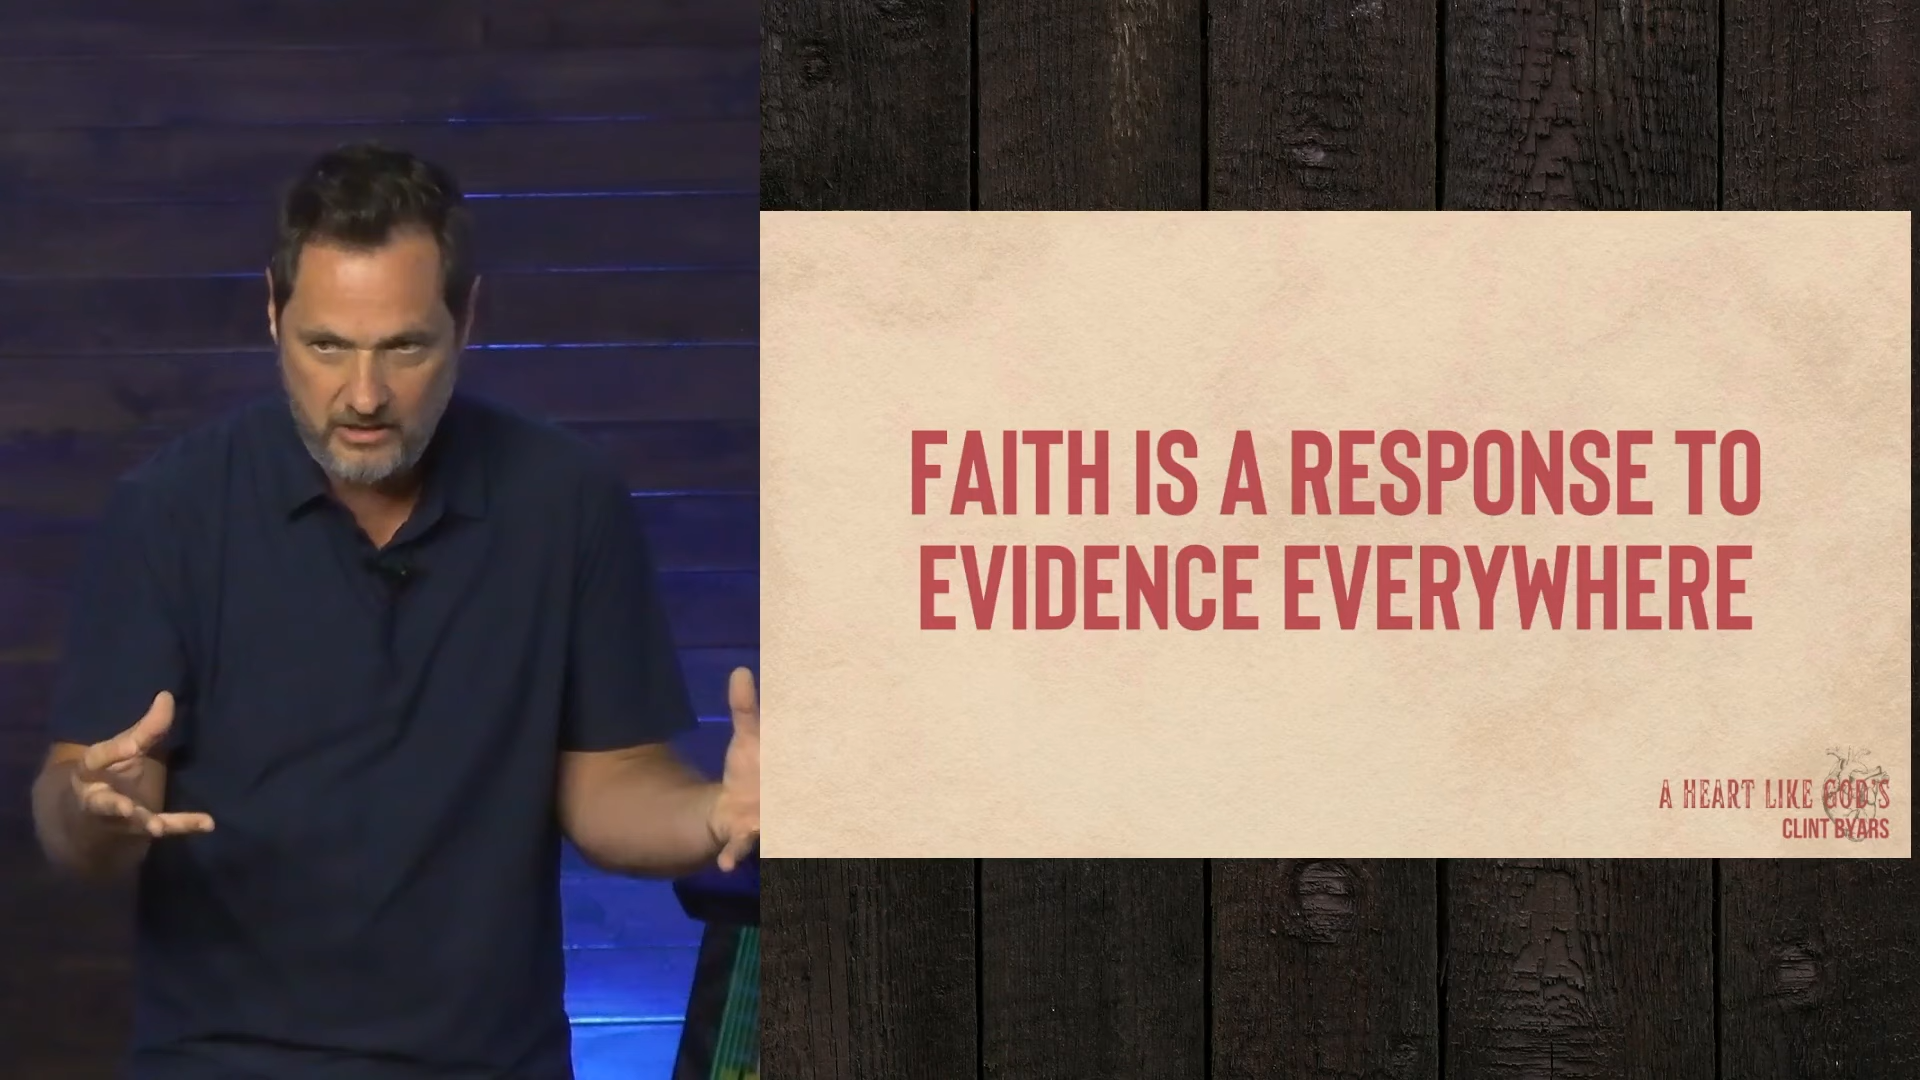 FAITH IS A RESPONSE TO
EVIDENCE EVERYWHERE
A HEART LIKE GOD'S
CLINT BYARS